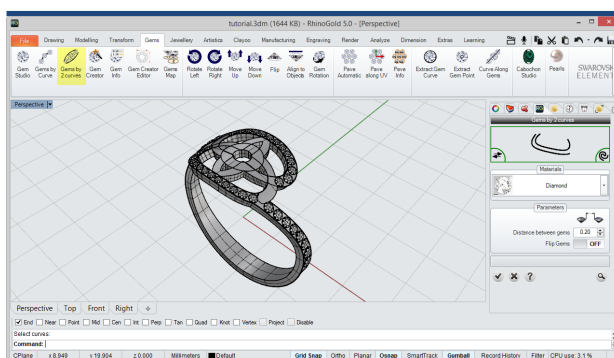 tutorial.3dm (1644 KB) - RhinoGold 5.0 - [Perspective]
File Drawing Modelling Transform Gems Jewellery Artistics Clayoo Manufacturing Engraving Render Analyze Dimension Extras Learning
Gem Studio Gems by Curve Gems by 2 curves Gem Creator Gem Info Gem Creator Editor Gems Map Rotate Left Rotate Right Move Up Move Down Flip Align to Objects Gem Rotation Pave Automatic Pave along UV Pave Info Extract Gem Curve Extract Gem Point Curve Along Gems Cabochon Studio Pearls SWAROVSK
ELEMENT
Perspective
Gems by 2 curves
Materials
Diamond
Parameters
Distance between gems 0.20
Flip Gems OFF
Perspective Top Front Right
End Near Point Mid Cen Int Perp Tan Quad Knot Vertex Project Disable
Select curves:
Command:
CPlane x 8.949 y 19.904 z 0.000 Millimeters Default Grid Snap Ortho Planar Osnap SmartTrack Gumball Record History Filter CPU use: 3.1 %